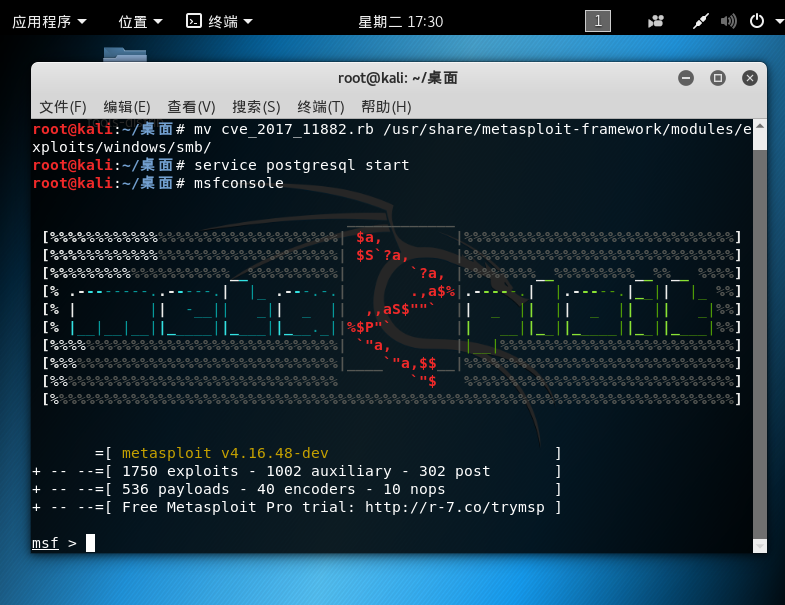 应用程序 位置 终端 星期二 17:30 1
root@kali: ~/桌面
文件(F) 编辑(E) 查看(V) 搜索(S) 终端(T) 帮助(H)
root@kali:~/桌面# mv cve_2017_11882.rb /usr/share/metasploit-framework/modules/e
xploits/windows/smb/
root@kali:~/桌面# service postgresql start
root@kali:~/桌面# msfconsole
=[ metasploit v4.16.48-dev ]
+ -- --=[ 1750 exploits - 1002 auxiliary - 302 post ]
+ -- --=[ 536 payloads - 40 encoders - 10 nops ]
+ -- --=[ Free Metasploit Pro trial: http://r-7.co/trymsp ]
msf >